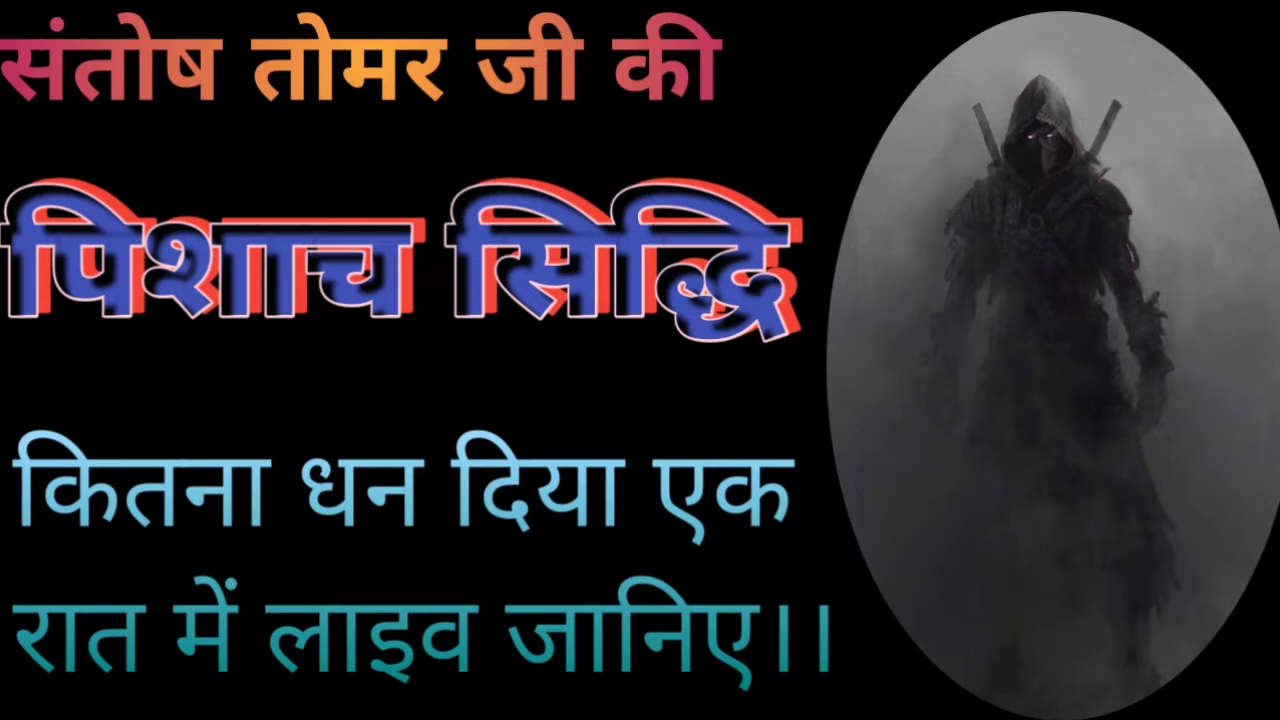 संतोष तोमर जी की
पिशाच सिद्धि
कितना धन दिया एक
रात में लाइव जानिए।।